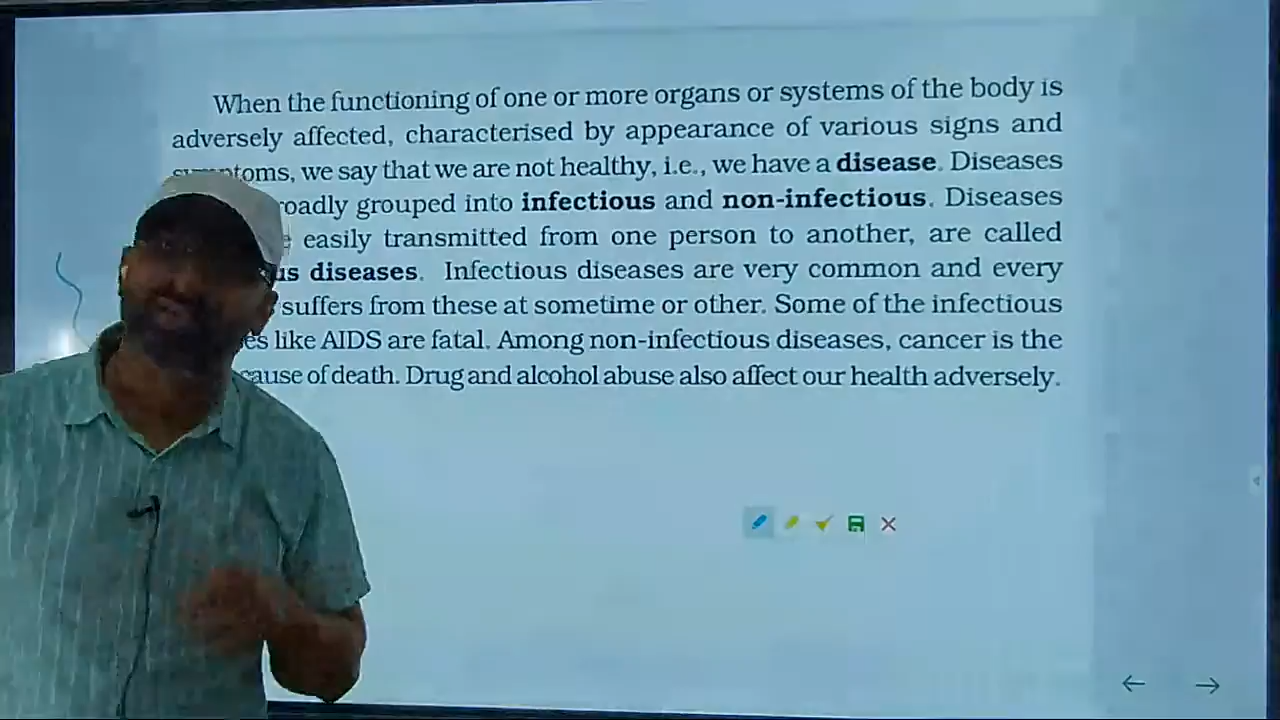 When the functioning of one or more organs or systems of the body is
adversely affected, characterised by appearance of various signs and
symptoms, we say that we are not healthy, i.e., we have a disease. Diseases
roadly grouped into infectious and non-infectious. Diseases
easily transmitted from one person to another, are called
us diseases. Infectious diseases are very common and every
suffers from these at sometime or other. Some of the infectious
es like AIDS are fatal. Among non-infectious diseases, cancer is the
cause of death. Drug and alcohol abuse also affect our health adversely.